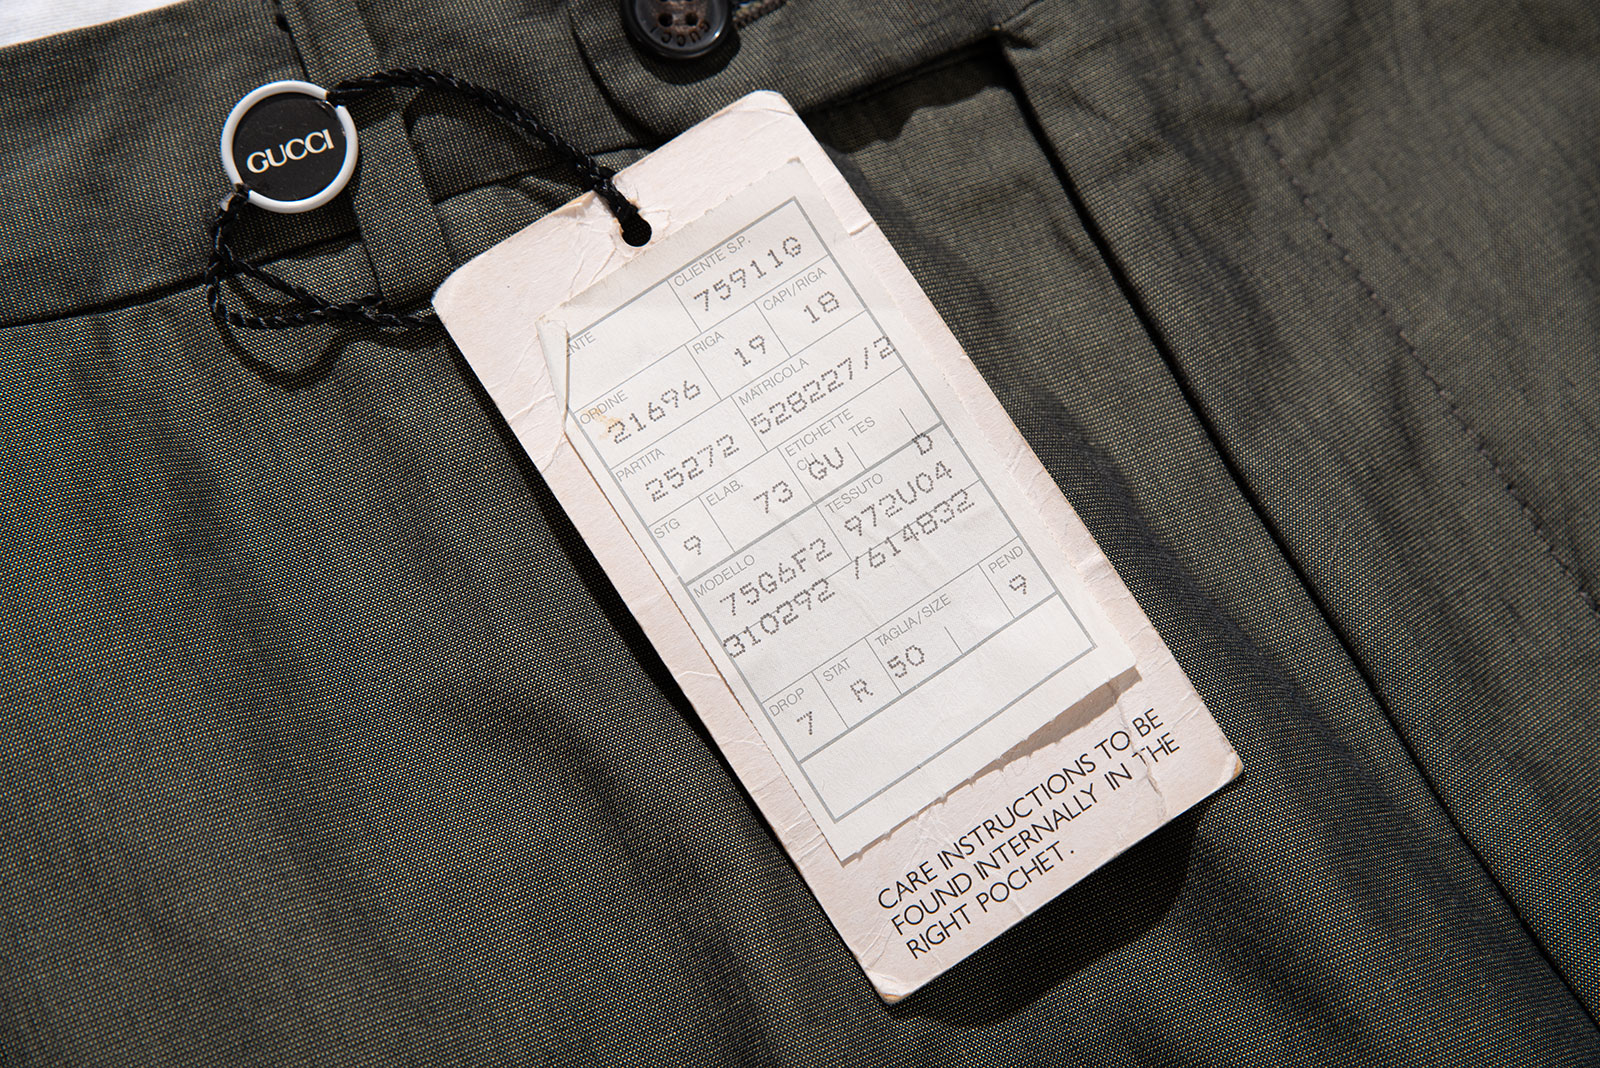 GUCCI
GUCCI
CLIENTE S.P.
75911G
RIGA
CAPI/RIGA
19
18
ORDINE
21696
MATRICOLA
528227/2
PARTITA
25272
ETICHETTE
TES
GU
D
ELAB.
73
STG
9
TESSUTO
972U04
MODELLO
75G6F2
310292 /614832
PEND
9
TAGLIA/SIZE
50
STAT
R
DROP
7
CARE INSTRUCTIONS TO BE
FOUND INTERNALLY IN THE
RIGHT POCHET.